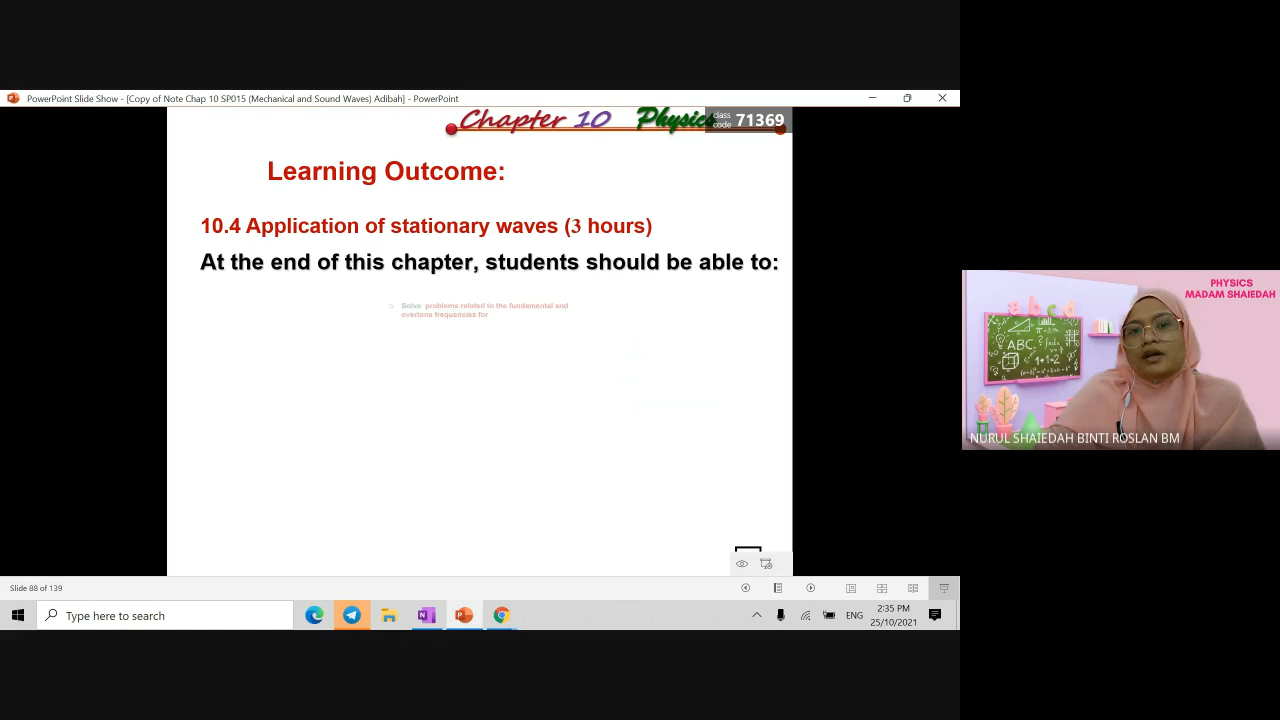 PowerPoint Slide Show - [Copy of Note Chap 10 SP015 (Mechanical and Sound Waves) Adibah] - PowerPoint
Chapter 10 Physics
class code 71369
Learning Outcome:
10.4 Application of stationary waves (3 hours)
At the end of this chapter, students should be able to:
Solve problems related to the fundamental and
overtone frequencies for
PHYSICS
MADAM SHAIEDAH
a b c d
ABC
1+1=2
NURUL SHAIEDAH BINTI ROSLAN BM
Slide 88 of 139
Type here to search
ENG
2:35 PM
25/10/2021